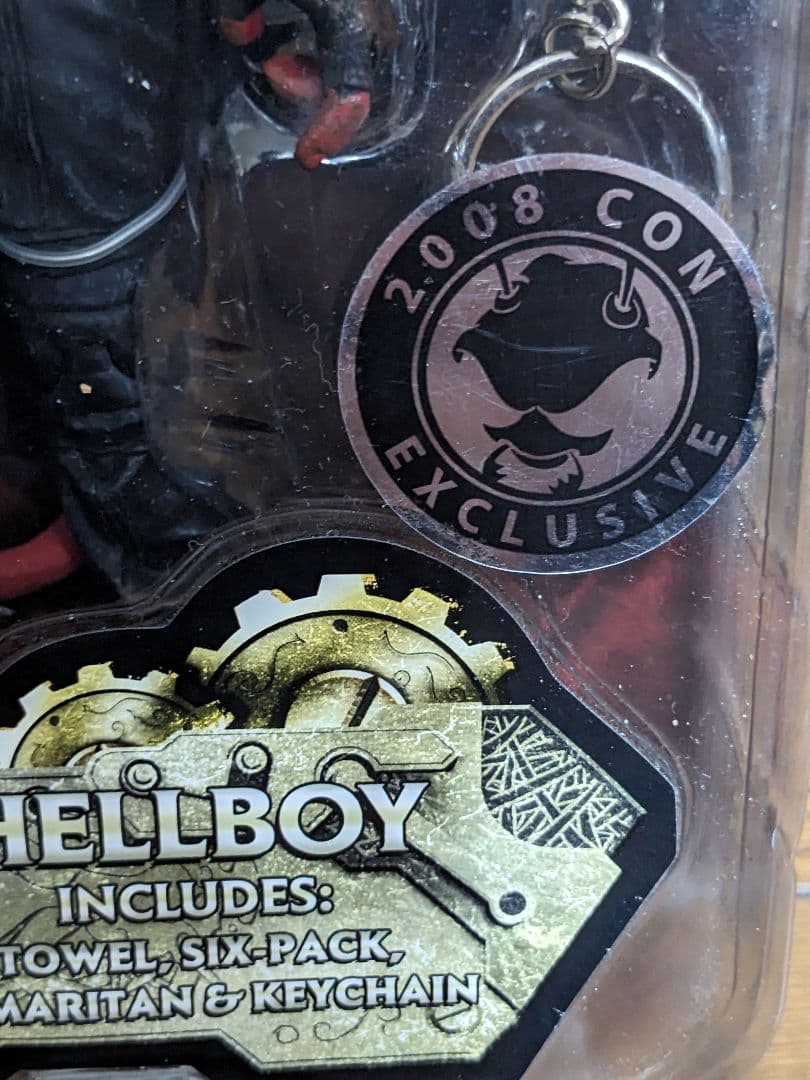 2008 CON
EXCLUSIVE
HELLBOY
INCLUDES:
TOWEL, SIX-PACK,
MARITAN & KEYCHAIN